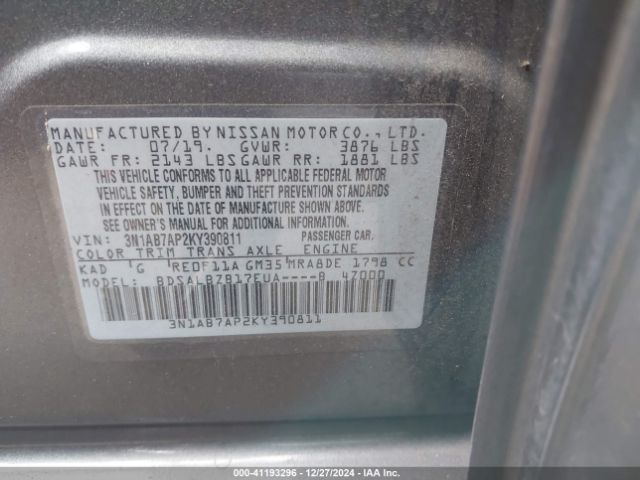 MANUFACTURED BY NISSAN MOTOR CO., LTD.
DATE: 07/19. GVWR: 3876 LBS
GAWR FR: 2143 LBS GAWR RR: 1881 LBS
THIS VEHICLE CONFORMS TO ALL APPLICABLE FEDERAL MOTOR
VEHICLE SAFETY, BUMPER AND THEFT PREVENTION STANDARDS
IN EFFECT ON THE DATE OF MANUFACTURE SHOWN ABOVE.
SEE OWNER'S MANUAL FOR ADDITIONAL INFORMATION.
VIN: 3N1AB7AP2KY390811 PASSENGER CAR.
COLOR TRIM TRANS AXLE ENGINE
KAD G RE0F11A GM35 MRA8DE 1798 CC
MODEL: BDSALBZB17EUA----B 47000
3N1AB7AP2KY390811
000-41193296 - 12/27/2024 - IAA Inc.